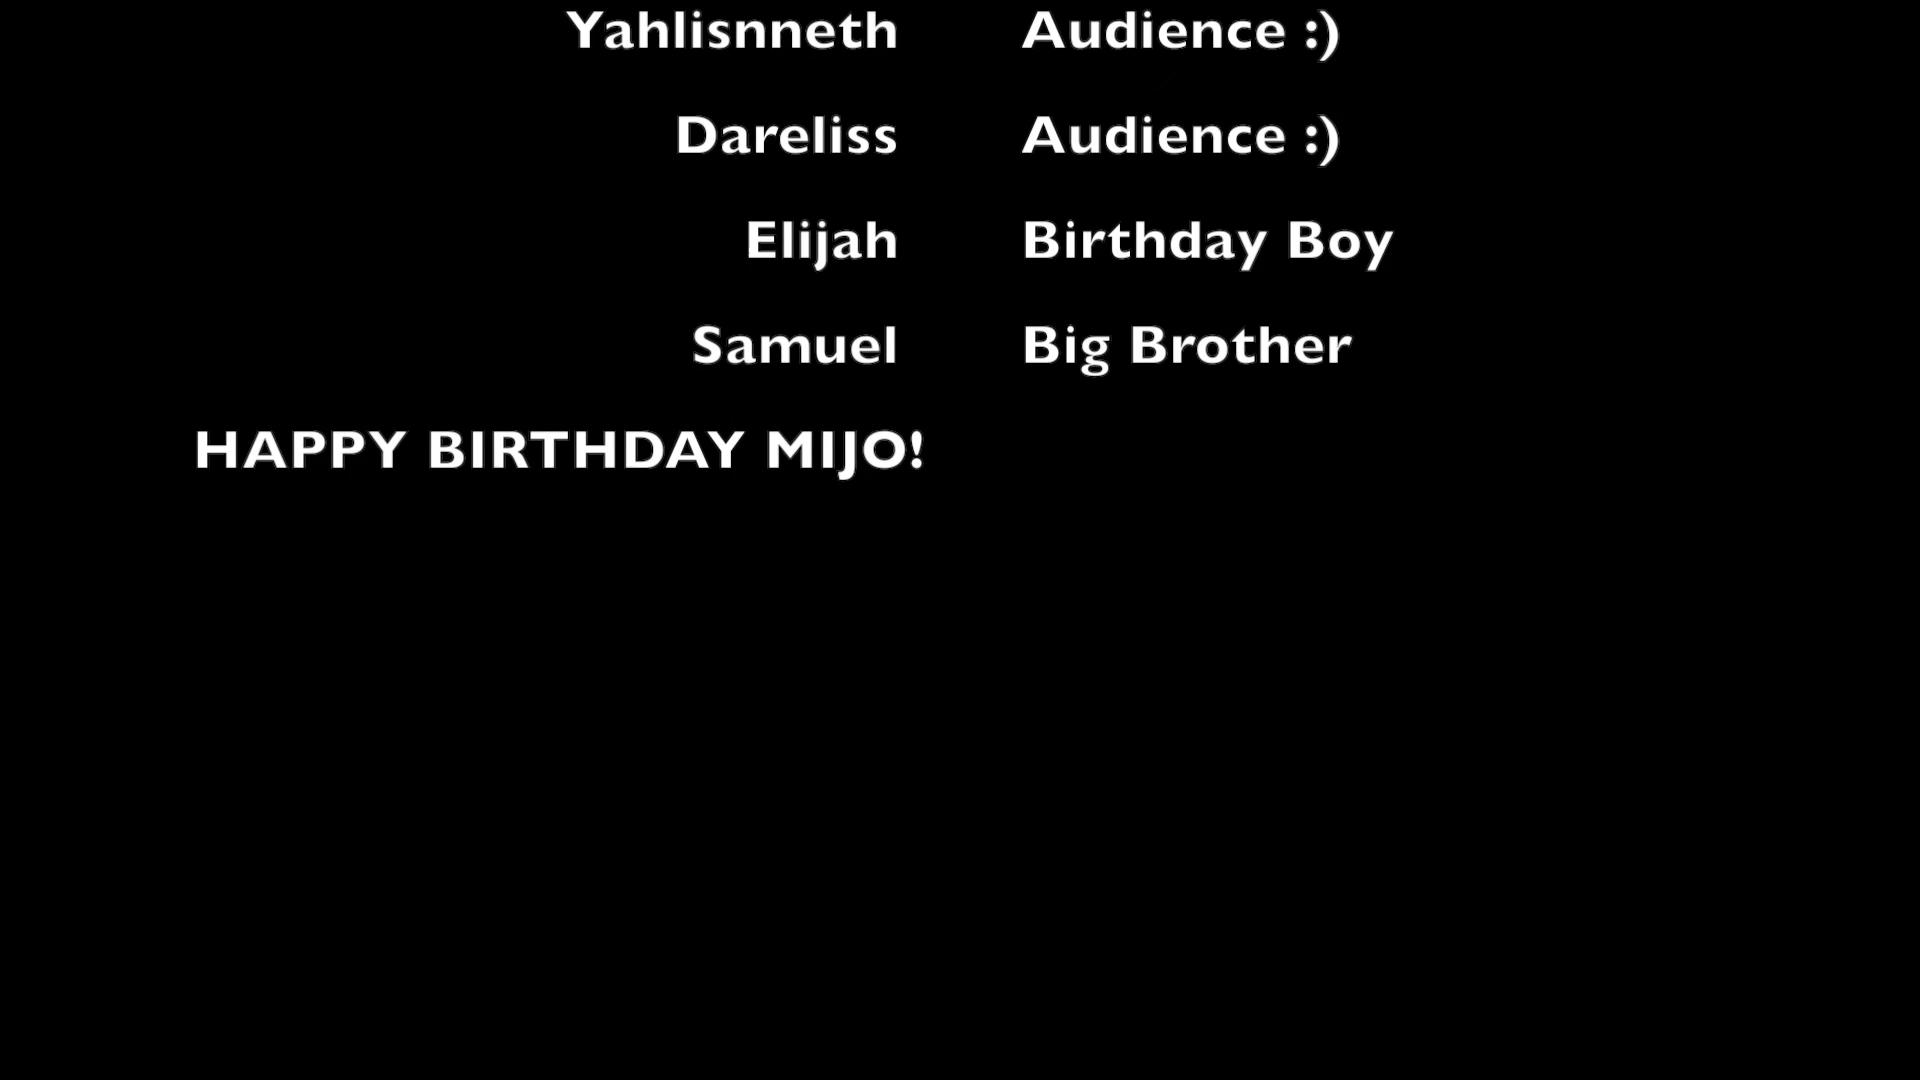 Yahlisnneth Audience :)
Dareliss Audience :)
Elijah Birthday Boy
Samuel Big Brother
HAPPY BIRTHDAY MIJO!